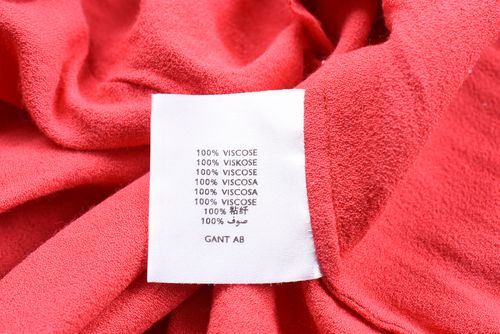 100% VISCOSE
100% VISKOSE
100% VISCOSE
100% VISCOSA
100% VISCOSA
100% VISCOSE
100% 粘纤
100% صوف
GANT AB